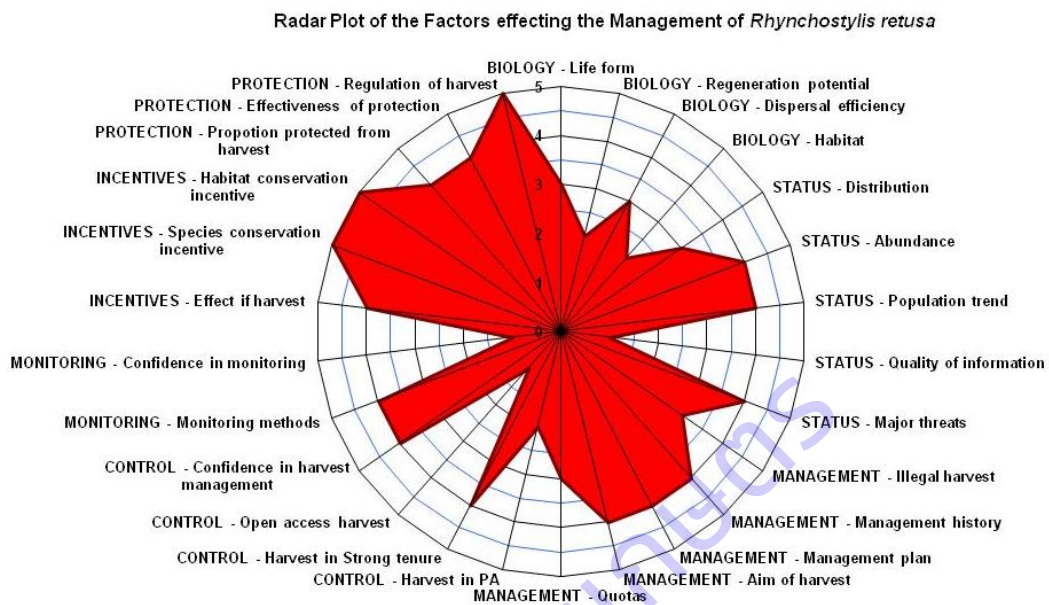 Radar Plot of the Factors effecting the Management of Rhynchostylis retusa
BIOLOGY - Life form
BIOLOGY - Regeneration potential
BIOLOGY - Dispersal efficiency
BIOLOGY - Habitat
STATUS - Distribution
STATUS - Abundance
STATUS - Population trend
STATUS - Quality of information
STATUS - Major threats
MANAGEMENT - Illegal harvest
MANAGEMENT - Management history
MANAGEMENT - Management plan
MANAGEMENT - Aim of harvest
MANAGEMENT - Quotas
CONTROL - Harvest in PA
CONTROL - Harvest in Strong tenure
CONTROL - Open access harvest
CONTROL - Confidence in harvest
management
MONITORING - Monitoring methods
MONITORING - Confidence in monitoring
INCENTIVES - Effect if harvest
INCENTIVES - Species conservation
incentive
INCENTIVES - Habitat conservation
incentive
PROTECTION - Propotion protected from
harvest
PROTECTION - Effectiveness of protection
PROTECTION - Regulation of harvest
5
4
3
2
1
0